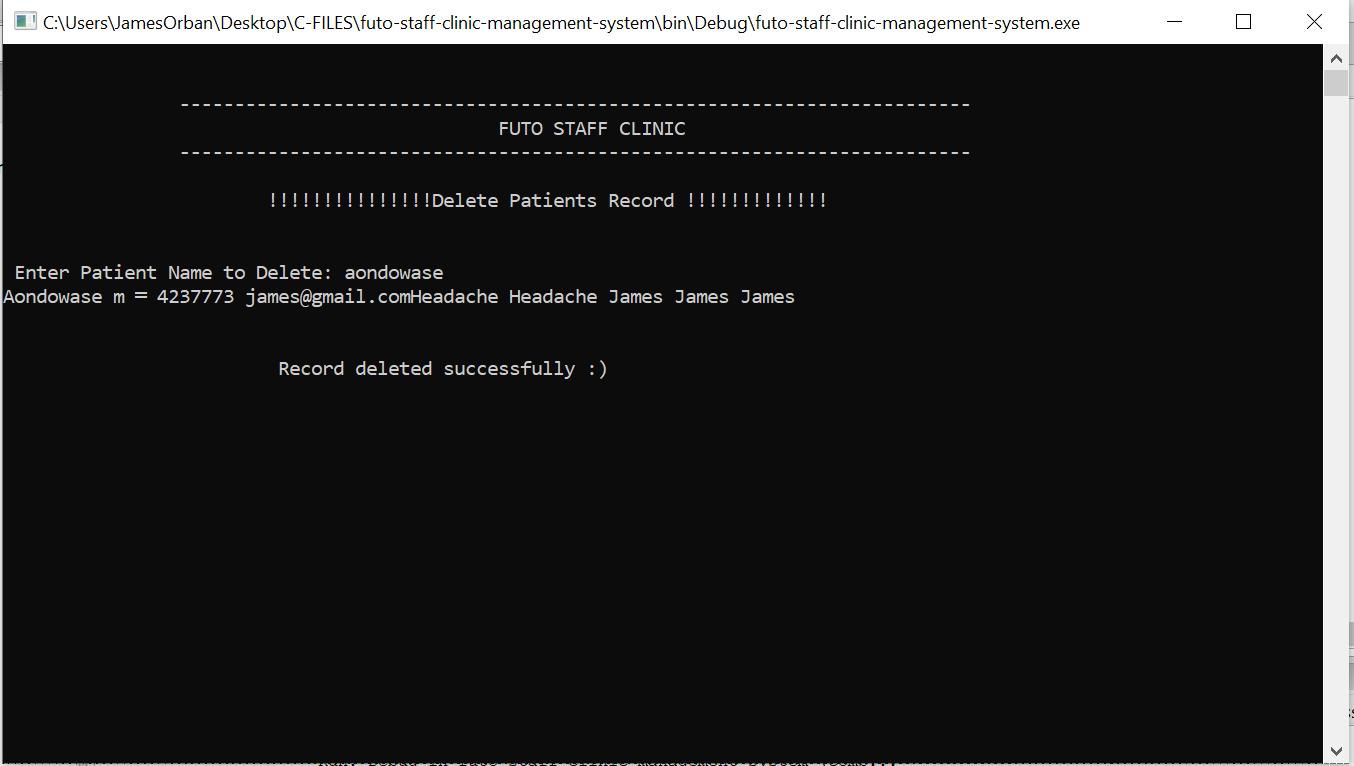 C:\Users\JamesOrban\Desktop\C-FILES\futo-staff-clinic-management-system\bin\Debug\futo-staff-clinic-management-system.exe
------------------------------------------------------------------------
FUTO STAFF CLINIC
------------------------------------------------------------------------
!!!!!!!!!!!!!!!Delete Patients Record !!!!!!!!!!!!!
Enter Patient Name to Delete: aondowase
Aondowase m = 4237773 james@gmail.comHeadache Headache James James James
Record deleted successfully :)